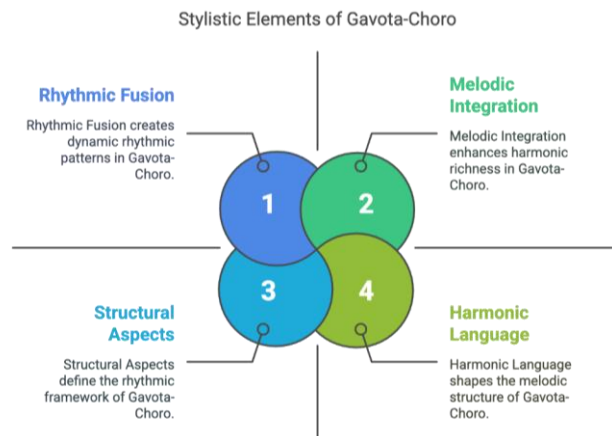 Stylistic Elements of Gavota-Choro
Rhythmic Fusion
Rhythmic Fusion creates
dynamic rhythmic
patterns in Gavota-
Choro.
Melodic
Integration
Melodic Integration
enhances harmonic
richness in Gavota-
Choro.
1
2
3
4
Structural
Aspects
Structural Aspects
define the rhythmic
framework of Gavota-
Choro.
Harmonic
Language
Harmonic Language
shapes the melodic
structure of Gavota-
Choro.